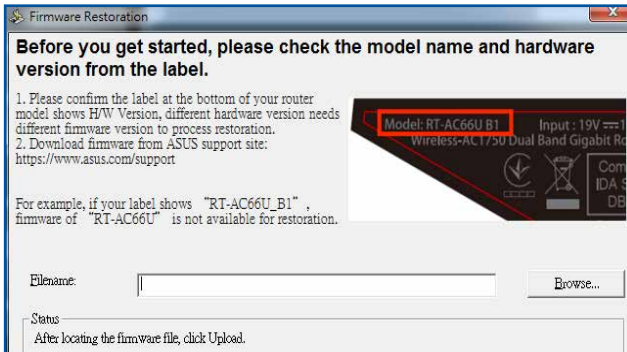 Firmware Restoration
Before you get started, please check the model name and hardware
version from the label.
1. Please confirm the label at the bottom of your router
model shows H/W Version, different hardware version needs
different firmware version to process restoration.
2. Download firmware from ASUS support site:
https://www.asus.com/support
For example, if your label shows “RT-AC66U_B1”,
firmware of “RT-AC66U” is not available for restoration.
Model: RT-AC66U B1 Input : 19V
Wireless-AC1750 Dual Band Gigabit Ro
Com
IDA S
DB
Filename:
Browse...
Status
After locating the firmware file, click Upload.